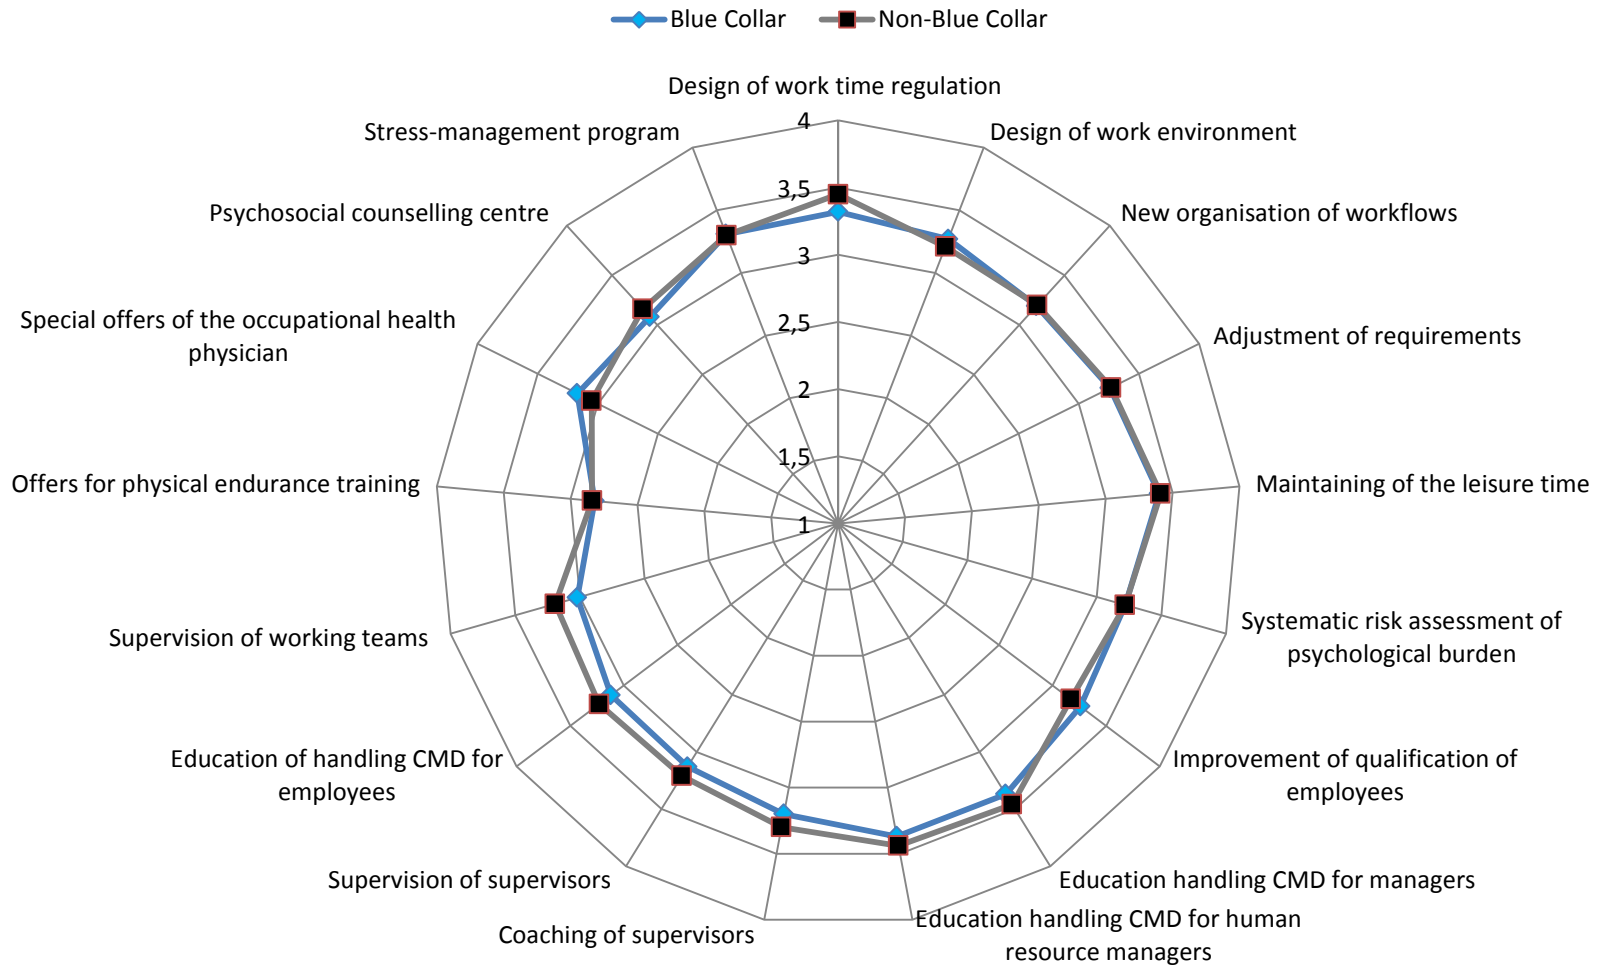 Blue Collar
Non-Blue Collar
Design of work time regulation
Design of work environment
New organisation of workflows
Adjustment of requirements
Maintaining of the leisure time
Systematic risk assessment of
psychological burden
Improvement of qualification of
employees
Education handling CMD for managers
Education handling CMD for human
resource managers
Coaching of supervisors
Supervision of supervisors
Education of handling CMD for
employees
Supervision of working teams
Offers for physical endurance training
Special offers of the occupational health
physician
Psychosocial counselling centre
Stress-management program
4
3,5
3
2,5
2
1,5
1